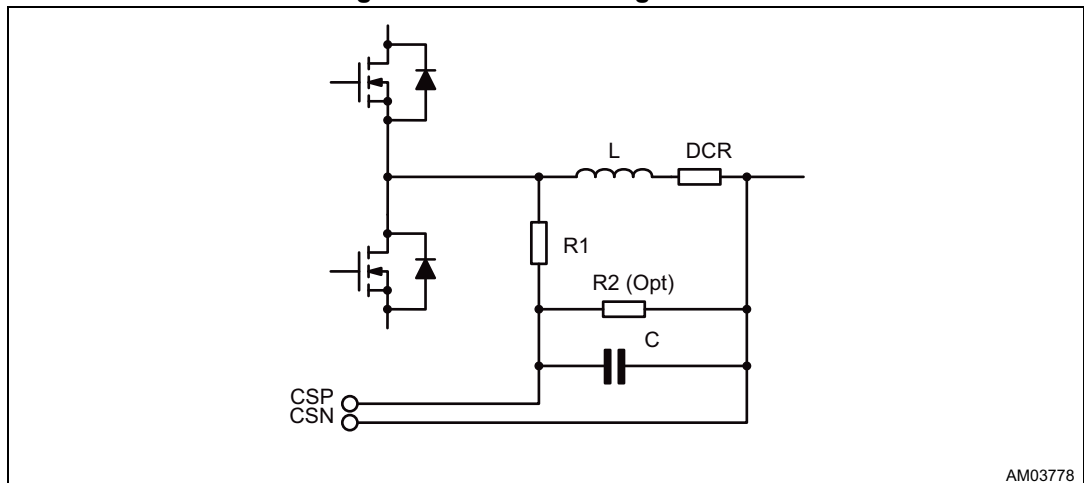 L
DCR
R1
R2 (Opt)
C
CSP
CSN
AM03778